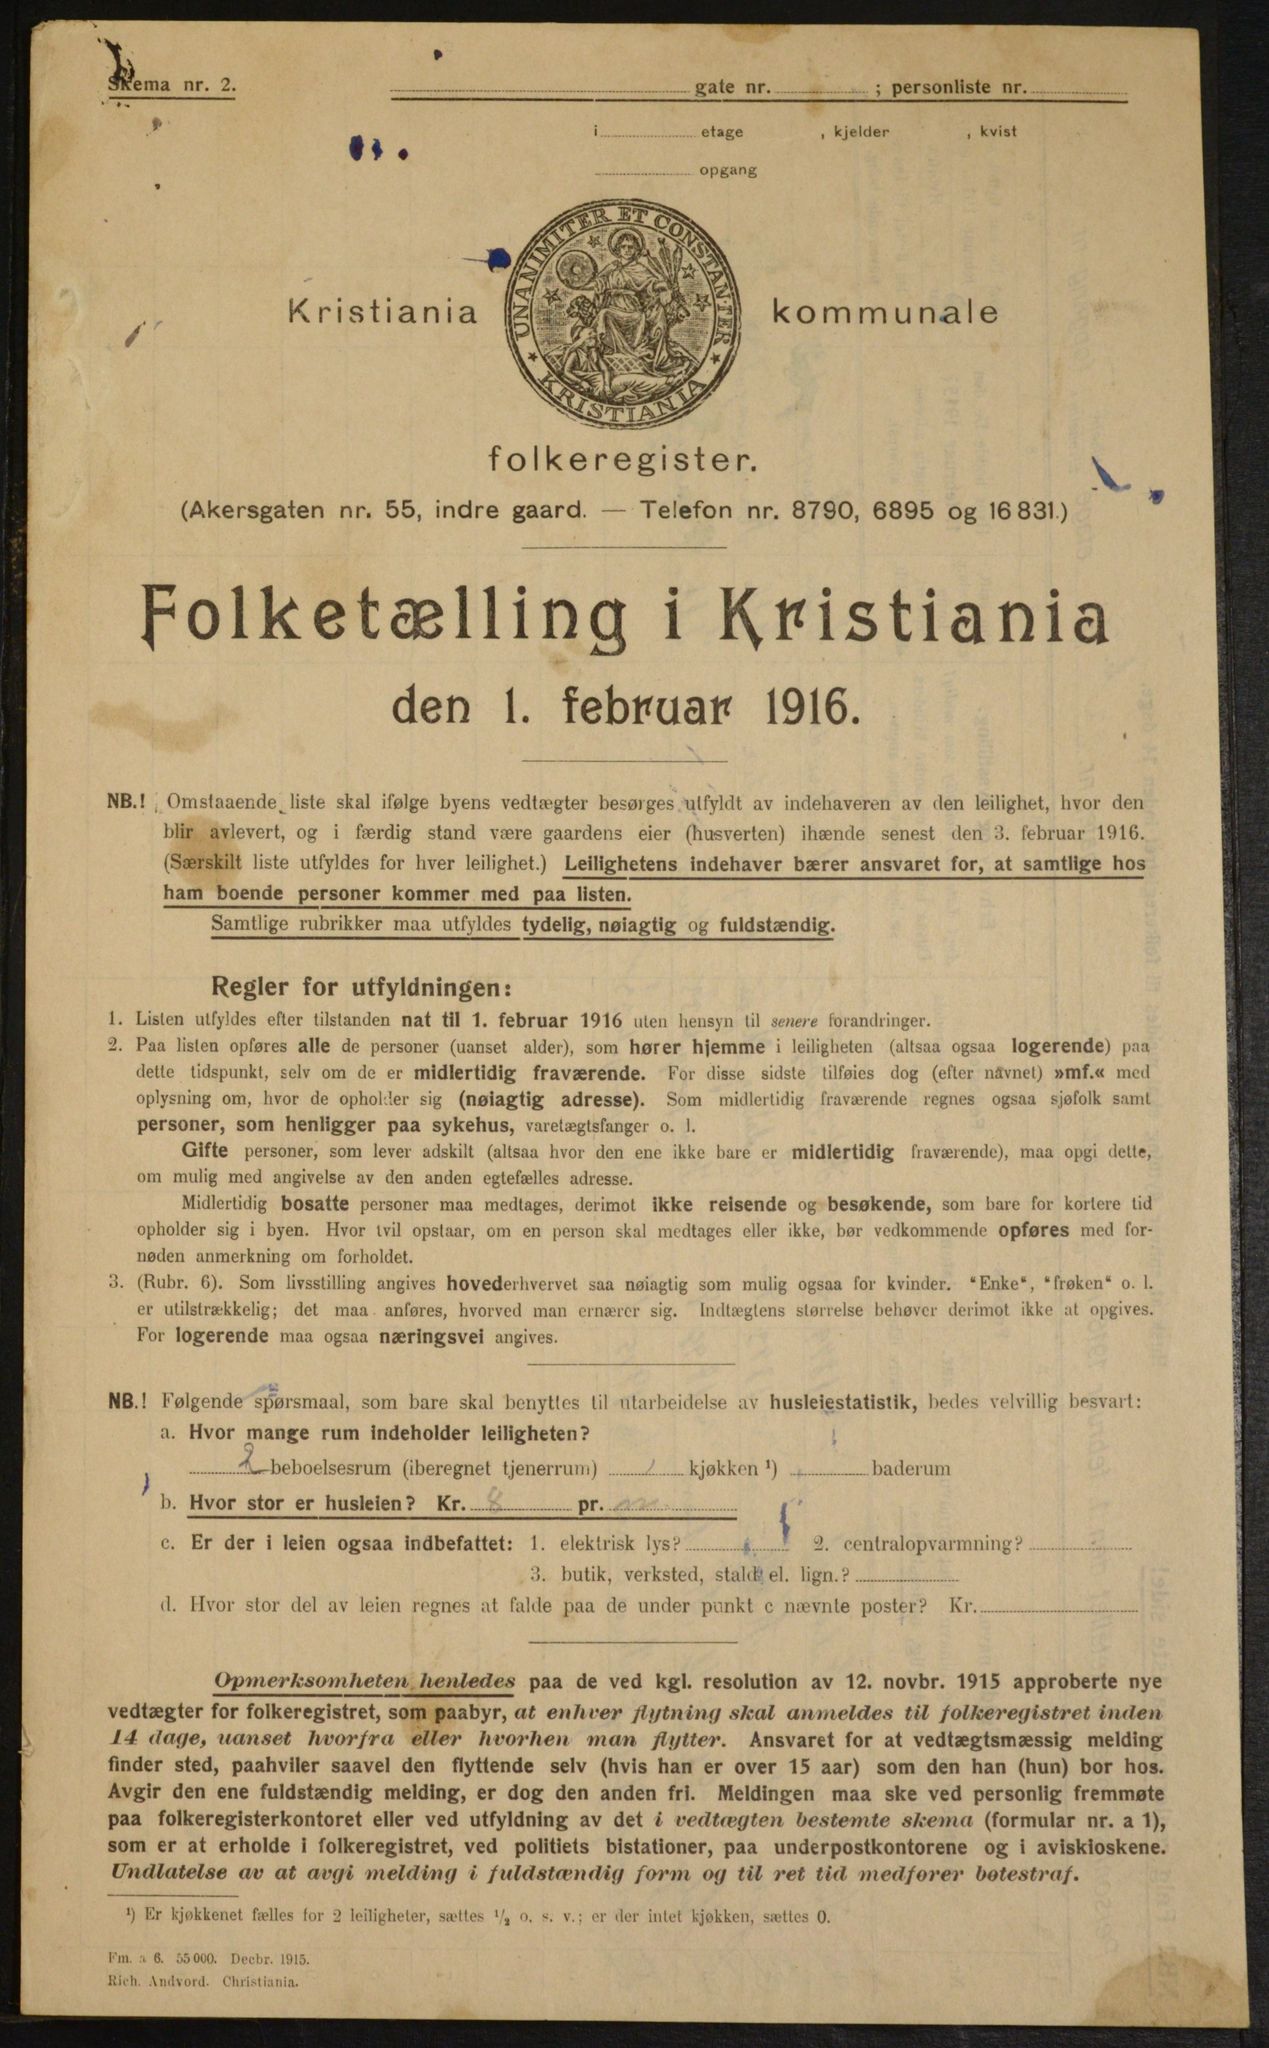 Skema nr. 2. gate nr. ; personliste nr.
i etage , kjelder , kvist
opgang
UNANIMITER ET CONSTANTER
KRISTIANIA
Kristiania kommunale
folkeregister.
(Akersgaten nr. 55, indre gaard. — Telefon nr. 8790, 6895 og 16 831.)
Folketælling i Kristiania
den 1. februar 1916.
NB.! Omstaaende liste skal ifølge byens vedtægter besørges utfyldt av indehaveren av den leilighet, hvor den
blir avlevert, og i færdig stand være gaardens eier (husverten) ihænde senest den 3. februar 1916.
(Særskilt liste utfyldes for hver leilighet.) Leilighetens indehaver bærer ansvaret for, at samtlige hos
ham boende personer kommer med paa listen.
Samtlige rubrikker maa utfyldes tydelig, nøiagtig og fuldstændig.
Regler for utfyldningen:
1. Listen utfyldes efter tilstanden nat til 1. februar 1916 uten hensyn til senere forandringer.
2. Paa listen opføres alle de personer (uanset alder), som hører hjemme i leiligheten (altsaa ogsaa logerende) paa
dette tidspunkt, selv om de er midlertidig fraværende. For disse sidste tilføies dog (efter navnet) »mf.« med
oplysning om, hvor de opholder sig (nøiagtig adresse). Som midlertidig fraværende regnes ogsaa sjøfolk samt
personer, som henligger paa sykehus, varetægtsfanger o. l.
Gifte personer, som lever adskilt (altsaa hvor den ene ikke bare er midlertidig fraværende), maa opgi dette,
om mulig med angivelse av den anden egtefælles adresse.
Midlertidig bosatte personer maa medtages, derimot ikke reisende og besøkende, som bare for kortere tid
opholder sig i byen. Hvor tvil opstaar, om en person skal medtages eller ikke, bør vedkommende opføres med for-
nøden anmerkning om forholdet.
3. (Rubr. 6). Som livsstilling angives hovederhvervet saa nøiagtig som mulig ogsaa for kvinder. “Enke“, “frøken“ o. l.
er utilstrækkelig; det maa anføres, hvorved man ernærer sig. Indtægtens størrelse behøver derimot ikke at opgives.
For logerende maa ogsaa næringsvei angives.
NB.! Følgende spørsmaal, som bare skal benyttes til utarbeidelse av husleiestatistik, bedes velvillig besvart:
a. Hvor mange rum indeholder leiligheten?
2 beboelsesrum (iberegnet tjenerrum) 1 kjøkken ¹) baderum
b. Hvor stor er husleien? Kr. 8 pr. m
c. Er der i leien ogsaa indbefattet: 1. elektrisk lys? 2. centralopvarmning?
3. butik, verksted, stald el. lign.?
d. Hvor stor del av leien regnes at falde paa de under punkt c nævnte poster? Kr.
Opmerksomheten henledes paa de ved kgl. resolution av 12. novbr. 1915 approberte nye
vedtægter for folkeregistret, som paabyr, at enhver flytning skal anmeldes til folkeregistret inden
14 dage, uanset hvorfra eller hvorhen man flytter. Ansvaret for at vedtægtsmæssig melding
finder sted, paahviler saavel den flyttende selv (hvis han er over 15 aar) som den han (hun) bor hos.
Avgir den ene fuldstændig melding, er dog den anden fri. Meldingen maa ske ved personlig fremmøte
paa folkeregisterkontoret eller ved utfyldning av det i vedtægten bestemte skema (formular nr. a 1),
som er at erholde i folkeregistret, ved politiets bistationer, paa underpostkontorene og i aviskioskene.
Undlatelse av at avgi melding i fuldstændig form og til ret tid medfører bøtestraf.
¹) Er kjøkkenet fælles for 2 leiligheter, sættes ½ o. s. v.; er der intet kjøkken, sættes 0.
Fm. a 6. 55 000. Decbr. 1915.
Rich. Andvord. Christiania.